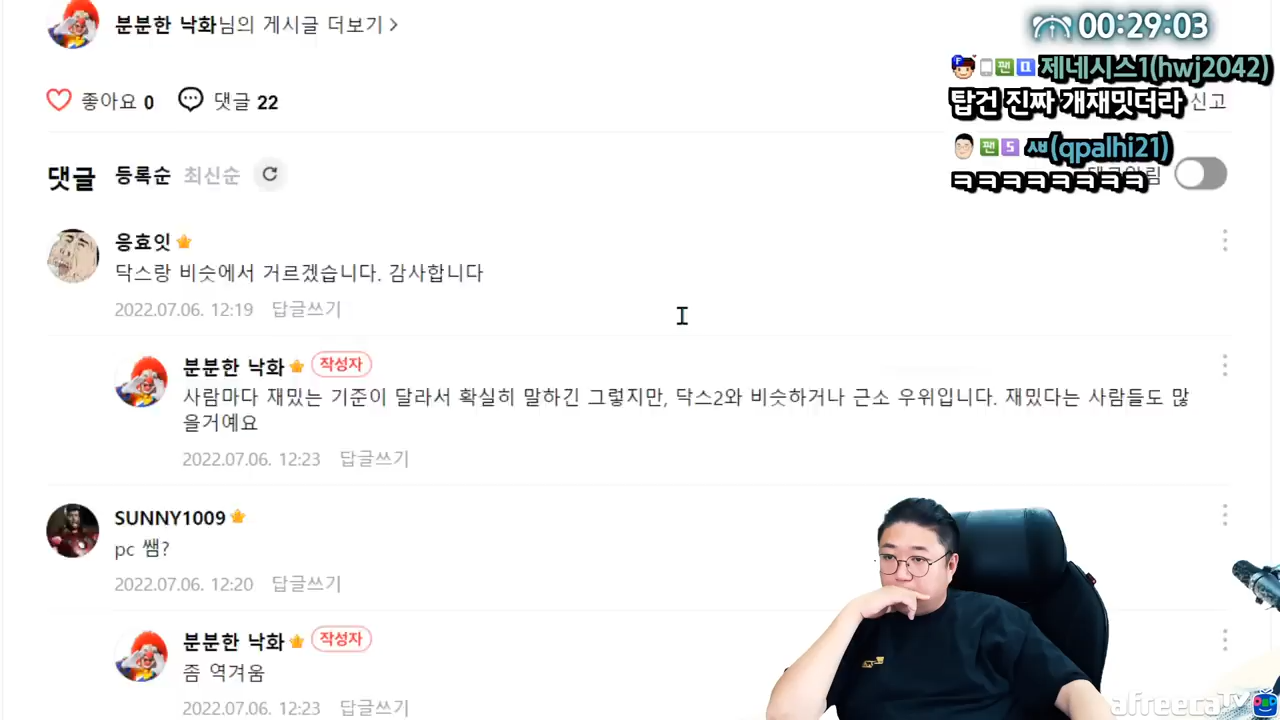 분분한 낙화님의 게시글 더보기 >
00:29:03
제네시스1(hwj2042)
탑건 진짜 개재밋더라
좋아요 0 댓글 22
신고
쌔(qpalhi21)
ㅋㅋㅋㅋㅋㅋㅋㅋ
댓글 등록순 최신순
응효잇
닥스랑 비슷에서 거르겠습니다. 감사합니다
2022.07.06. 12:19 답글쓰기
분분한 낙화 작성자
사람마다 재밌는 기준이 달라서 확실히 말하긴 그렇지만, 닥스2와 비슷하거나 근소 우위입니다. 재밌다는 사람들도 많
을거예요
2022.07.06. 12:23 답글쓰기
SUNNY1009
pc 쌤?
2022.07.06. 12:20 답글쓰기
분분한 낙화 작성자
좀 역겨움
2022.07.06. 12:23 답글쓰기
afreecaTV